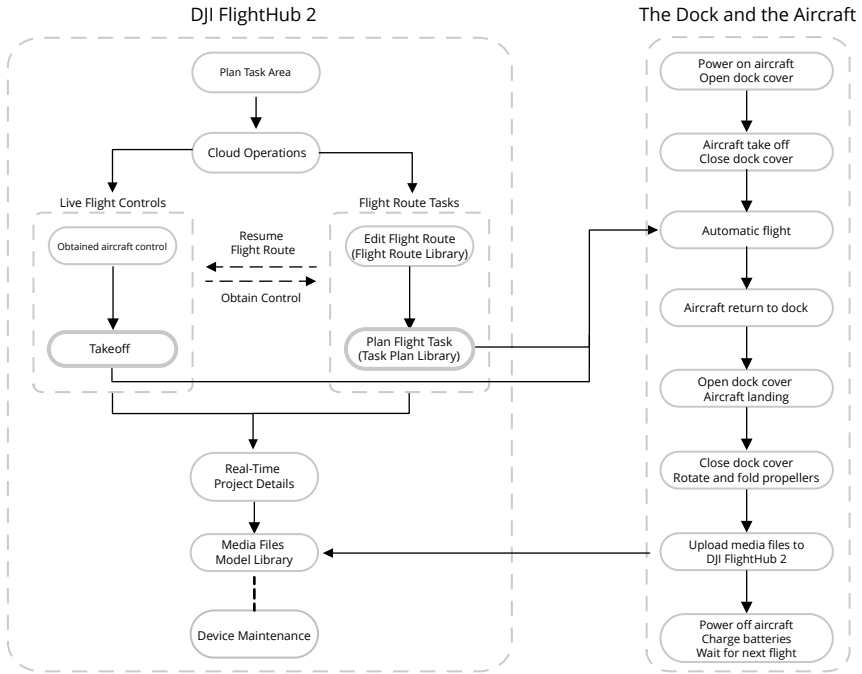 DJI FlightHub 2
Plan Task Area
Cloud Operations
Live Flight Controls
Obtained aircraft control
Takeoff
Resume
Flight Route
Obtain Control
Flight Route Tasks
Edit Flight Route
(Flight Route Library)
Plan Flight Task
(Task Plan Library)
Real-Time
Project Details
Media Files
Model Library
Device Maintenance
The Dock and the Aircraft
Power on aircraft
Open dock cover
Aircraft take off
Close dock cover
Automatic flight
Aircraft return to dock
Open dock cover
Aircraft landing
Close dock cover
Rotate and fold propellers
Upload media files to
DJI FlightHub 2
Power off aircraft
Charge batteries
Wait for next flight